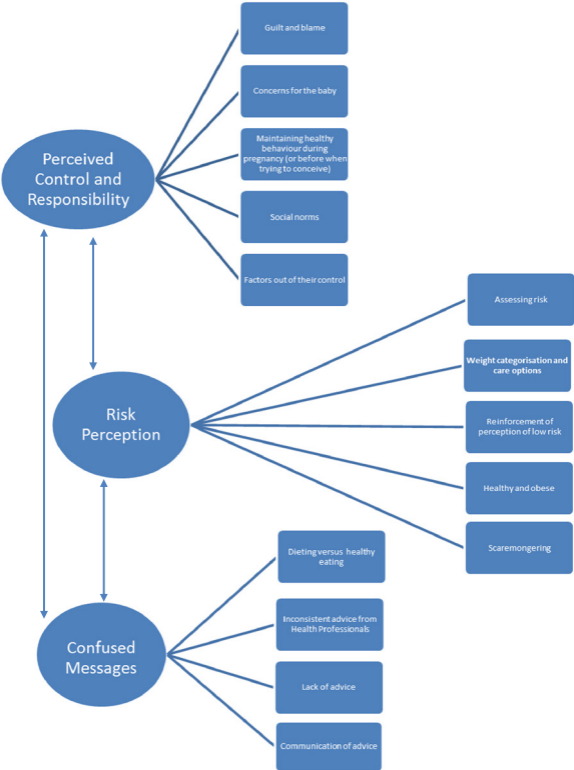 Guilt and blame
Concerns for the baby
Perceived
Control and
Responsibility
Maintaining healthy
behaviour during
pregnancy (or before when
trying to conceive)
Social norms
Factors out of their control
Risk
Perception
Assessing risk
Weight categorisation and
care options
Reinforcement of
perception of low risk
Healthy and obese
Scaremongering
Confused
Messages
Dieting versus healthy
eating
Inconsistent advice from
Health Professionals
Lack of advice
Communication of advice